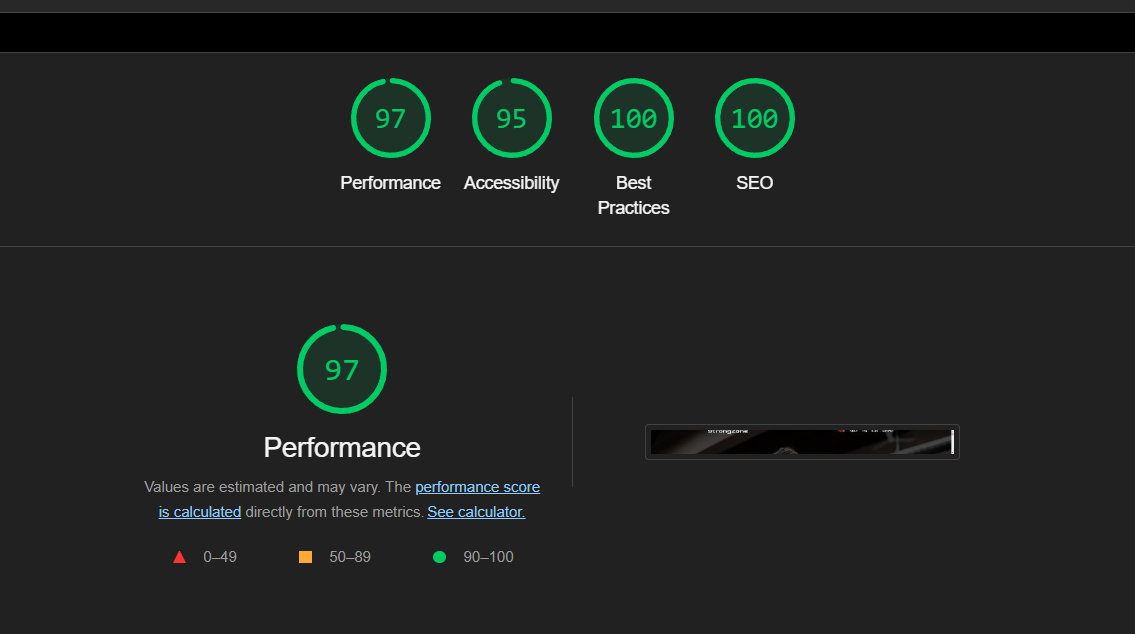 97
95
100
100
Performance
Accessibility
Best
Practices
SEO
97
Performance
Values are estimated and may vary. The performance score
is calculated directly from these metrics. See calculator.
0–49
50–89
90–100
Strongzone